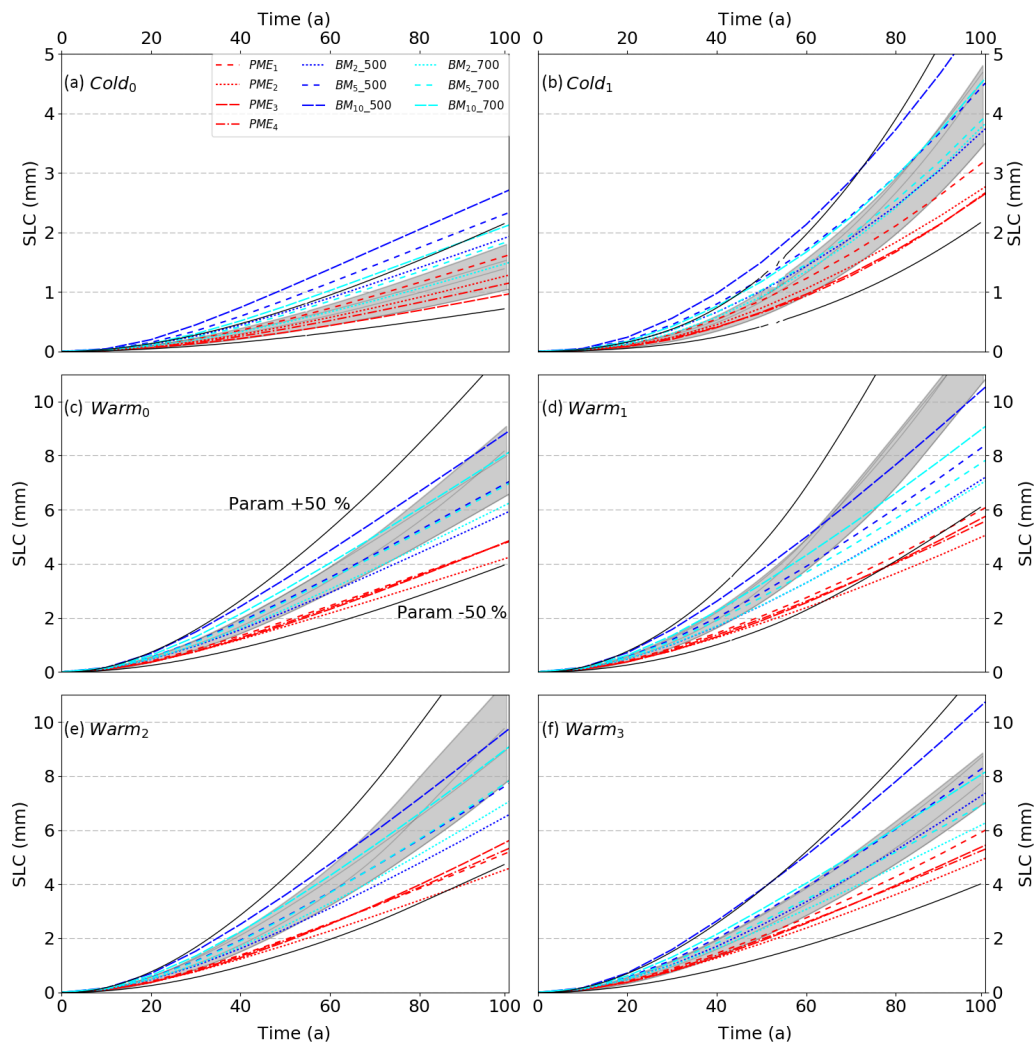 Time (a)
0 20 40 60 80 100
0 20 40 60 80 100
Time (a)
5
4
3
2
1
0
SLC (mm)
(a) Cold₀
PME₁
PME₂
PME₃
PME₄
BM₂_500
BM₅_500
BM₁₀_500
BM₂_700
BM₅_700
BM₁₀_700
(b) Cold₁
5
4
3
2
1
0
SLC (mm)
10
8
6
4
2
0
SLC (mm)
(c) Warm₀
Param +50 %
Param -50 %
(d) Warm₁
10
8
6
4
2
0
SLC (mm)
10
8
6
4
2
0
SLC (mm)
(e) Warm₂
(f) Warm₃
10
8
6
4
2
0
SLC (mm)
0 20 40 60 80 100
Time (a)
0 20 40 60 80 100
Time (a)